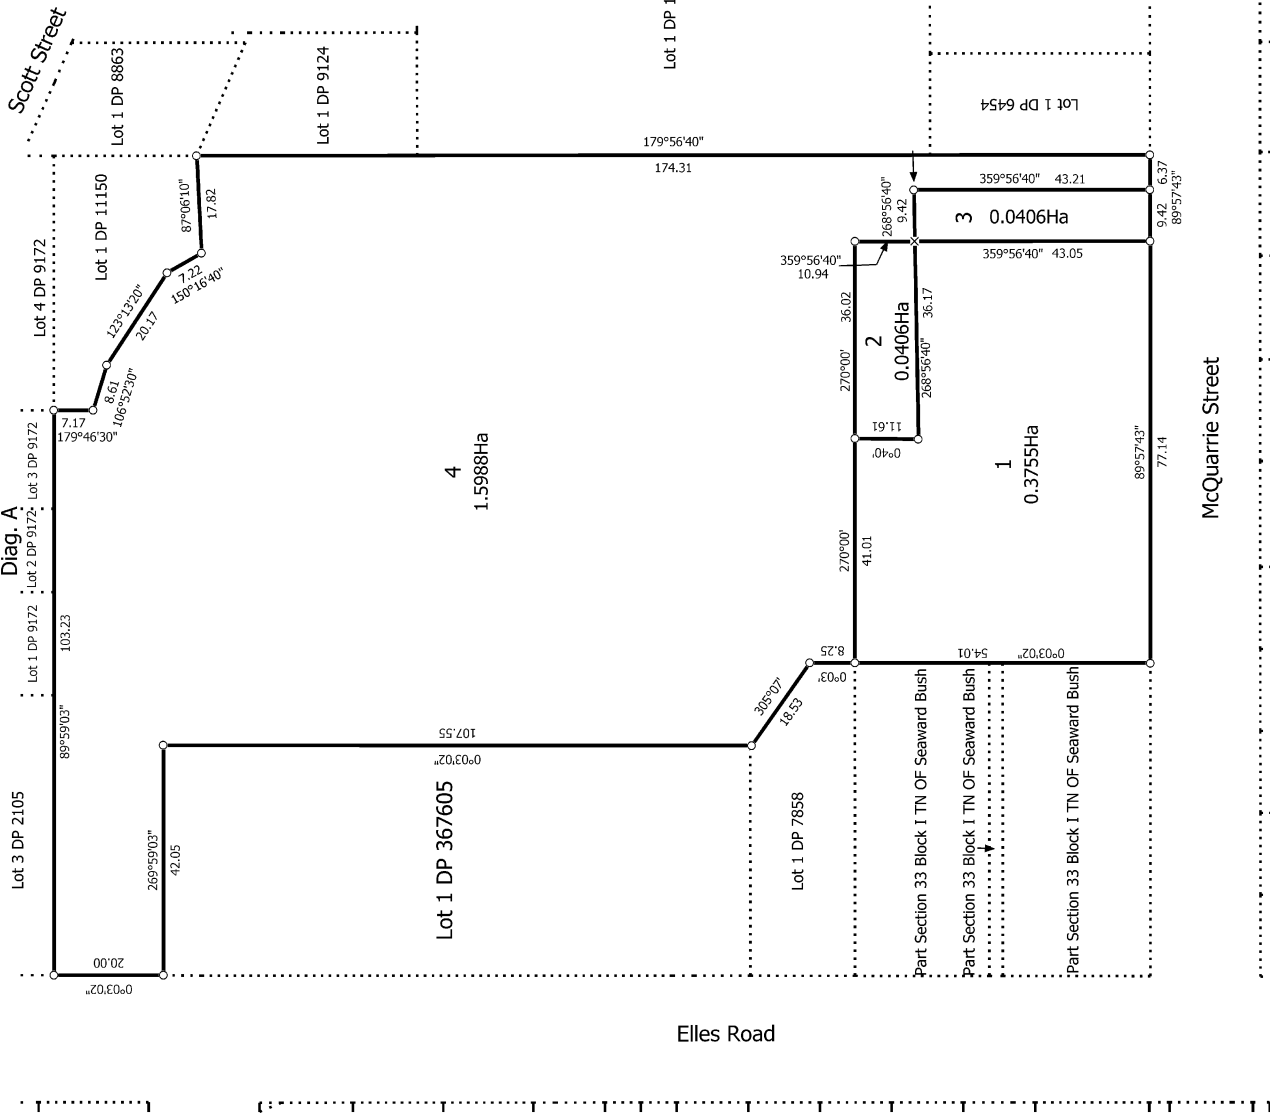 Scott Street
Lot 1 DP 8863
Lot 1 DP 9124
Lot 1 DP 1
Lot 1 DP 6454
179°56'40"
174.31
6.37
89°57'43"
9.42
359°56'40" 43.21
3 0.0406Ha
359°56'40" 43.05
268°56'40"
9.42
359°56'40"
10.94
Lot 1 DP 11150
Lot 4 DP 9172
87°06'10"
17.82
7.22
150°16'40"
123°13'20"
20.17
8.61
106°52'30"
7.17
179°46'30"
36.02
270°00'
2
0.0406Ha
36.17
268°56'40"
11.61
0°40'
4
1.5988Ha
1
0.3755Ha
89°57'43"
77.14
McQuarrie Street
Diag. A
Lot 3 DP 9172
Lot 2 DP 9172
Lot 1 DP 9172
103.23
89°59'03"
Lot 3 DP 2105
270°00'
41.01
8.25
0°03'
54.01
0°03'02"
305°07'
18.53
107.55
0°03'02"
269°59'03"
42.05
20.00
0°03'02"
Lot 1 DP 367605
Lot 1 DP 7858
Part Section 33 Block I TN OF Seaward Bush
Part Section 33 Block I TN OF Seaward Bush
Part Section 33 Block I TN OF Seaward Bush
Elles Road